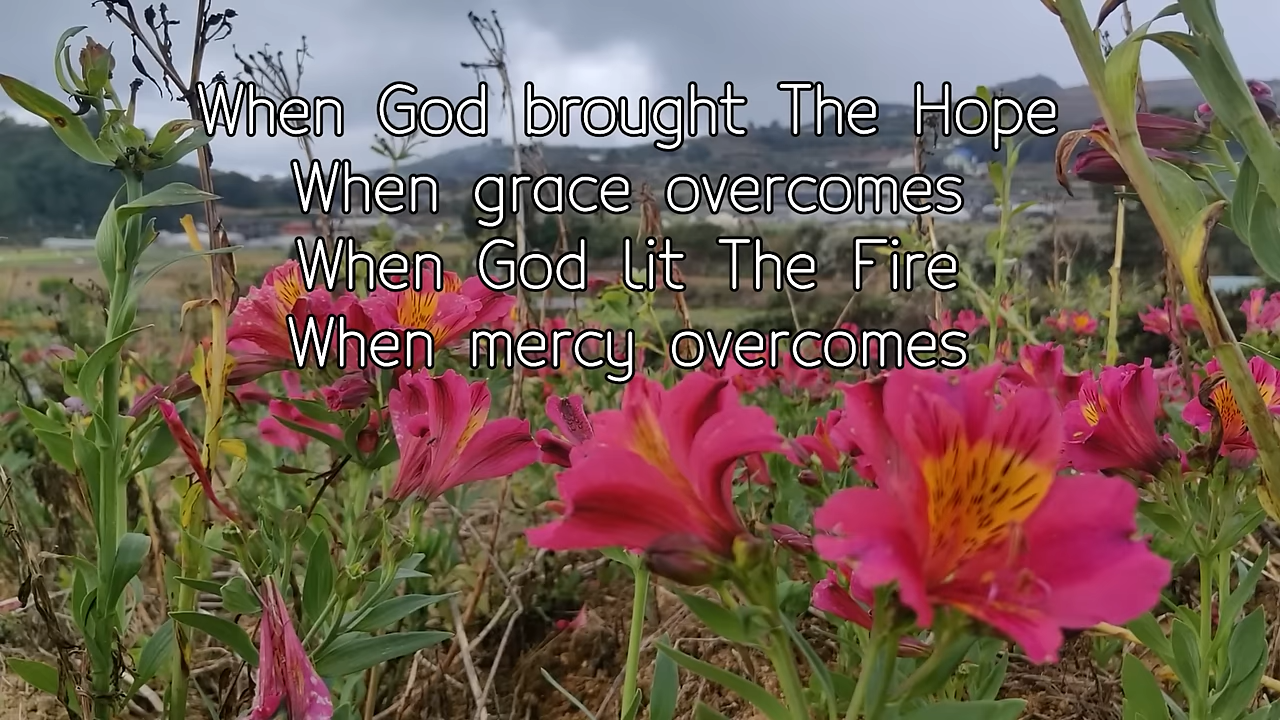 When God brought The Hope
When grace overcomes
When God lit The Fire
When mercy overcomes